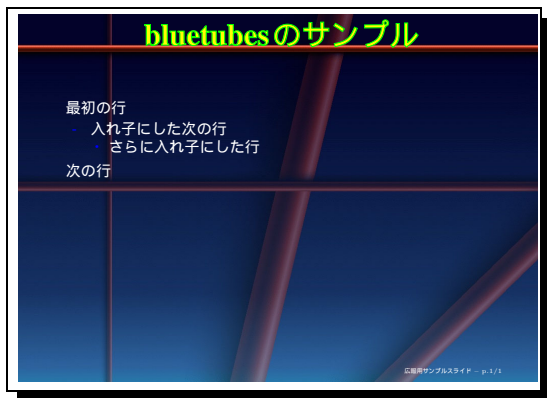 bluetubesのサンプル
最初の行
- 入れ子にした次の行
- さらに入れ子にした行
次の行
広報用サンプルスライド – p.1/1